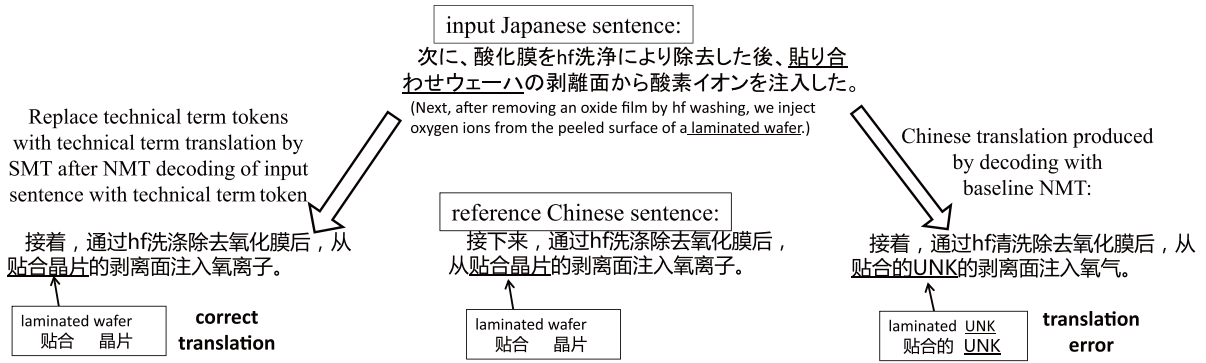 input Japanese sentence:
次に、酸化膜をhf洗浄により除去した後、貼り合
わせウェーハの剥離面から酸素イオンを注入した。
(Next, after removing an oxide film by hf washing, we inject
oxygen ions from the peeled surface of a laminated wafer.)
Replace technical term tokens
with technical term translation by
SMT after NMT decoding of input
sentence with technical term token
接着，通过hf洗涤除去氧化膜后，从
贴合晶片的剥离面注入氧离子。
laminated wafer
贴合 晶片
correct
translation
reference Chinese sentence:
接下来，通过hf洗涤除去氧化膜后，
从贴合晶片的剥离面注入氧离子。
laminated wafer
贴合 晶片
Chinese translation produced
by decoding with
baseline NMT:
接着，通过hf清洗除去氧化膜后，从
贴合的UNK的剥离面注入氧气。
laminated UNK
贴合的 UNK
translation
error